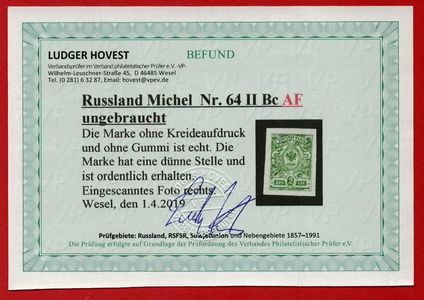 LUDGER HOVEST
BEFUND
Verbandsprüfer im Verband philatelistischer Prüfer e.V. -VP-
Wilhelm-Leuschner-Straße 45, D 46485 Wesel
Tel. (0 281) 6 32 87, Email: hovest@vpev.de
Russland Michel Nr. 64 II Bc AF
ungebraucht
Die Marke ohne Kreideaufdruck
und ohne Gummi ist echt. Die
Marke hat eine dünne Stelle und
ist ordentlich erhalten.
Eingescanntes Foto rechts.
Wesel, 1.4.2019
2
Prüfgebiete: Russland, RSFSR, Sowjetunion und Nebengebiete 1857–1991
Die Prüfung erfolgte auf Grundlage der Prüfordnung des Verbandes Philatelistischer Prüfer e.V.